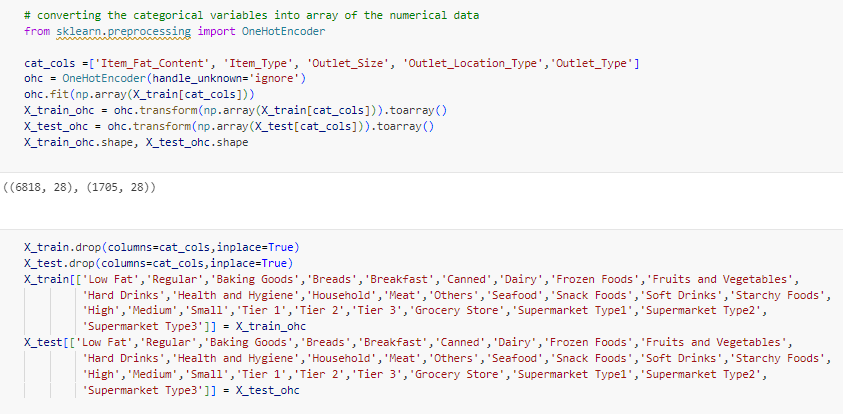 # converting the categorical variables into array of the numerical data
from sklearn.preprocessing import OneHotEncoder
cat_cols =['Item_Fat_Content', 'Item_Type', 'Outlet_Size', 'Outlet_Location_Type','Outlet_Type']
ohc = OneHotEncoder(handle_unknown='ignore')
ohc.fit(np.array(X_train[cat_cols]))
X_train_ohc = ohc.transform(np.array(X_train[cat_cols])).toarray()
X_test_ohc = ohc.transform(np.array(X_test[cat_cols])).toarray()
X_train_ohc.shape, X_test_ohc.shape
((6818, 28), (1705, 28))
X_train.drop(columns=cat_cols,inplace=True)
X_test.drop(columns=cat_cols,inplace=True)
X_train[['Low Fat','Regular','Baking Goods','Breads','Breakfast','Canned','Dairy','Frozen Foods','Fruits and Vegetables',
'Hard Drinks','Health and Hygiene','Household','Meat','Others','Seafood','Snack Foods','Soft Drinks','Starchy Foods',
'High','Medium','Small','Tier 1','Tier 2','Tier 3','Grocery Store','Supermarket Type1','Supermarket Type2',
'Supermarket Type3']] = X_train_ohc
X_test[['Low Fat','Regular','Baking Goods','Breads','Breakfast','Canned','Dairy','Frozen Foods','Fruits and Vegetables',
'Hard Drinks','Health and Hygiene','Household','Meat','Others','Seafood','Snack Foods','Soft Drinks','Starchy Foods',
'High','Medium','Small','Tier 1','Tier 2','Tier 3','Grocery Store','Supermarket Type1','Supermarket Type2',
'Supermarket Type3']] = X_test_ohc